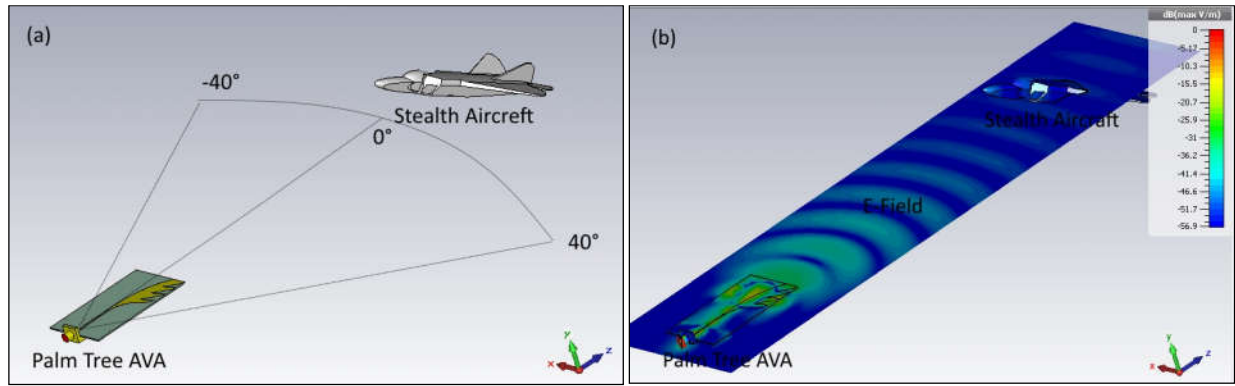 (a)
-40°
Stealth Aircreft
0°
40°
Palm Tree AVA
y
x
z
(b)
dB(max V/m)
0
-5.17
-10.3
-15.5
-20.7
-25.9
-31
-36.2
-41.4
-46.5
-51.7
-56.9
Stealth Aircraft
E-Field
Palm Tree AVA
y
x
z